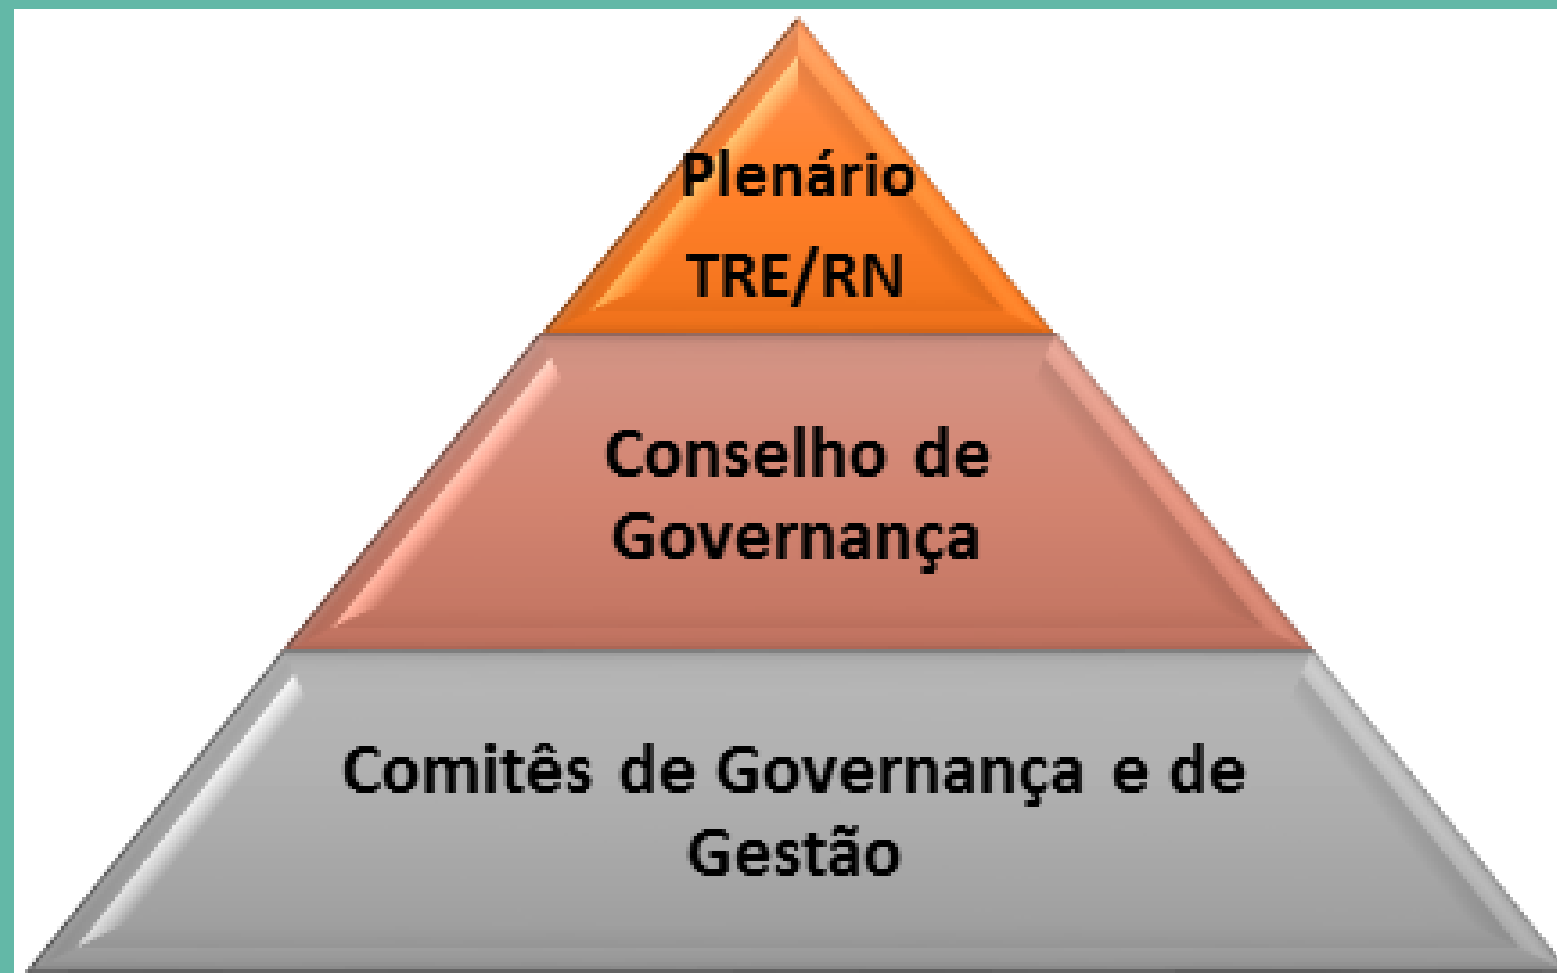 Plenário
TRE/RN
Conselho de
Governança
Comitês de Governança e de
Gestão